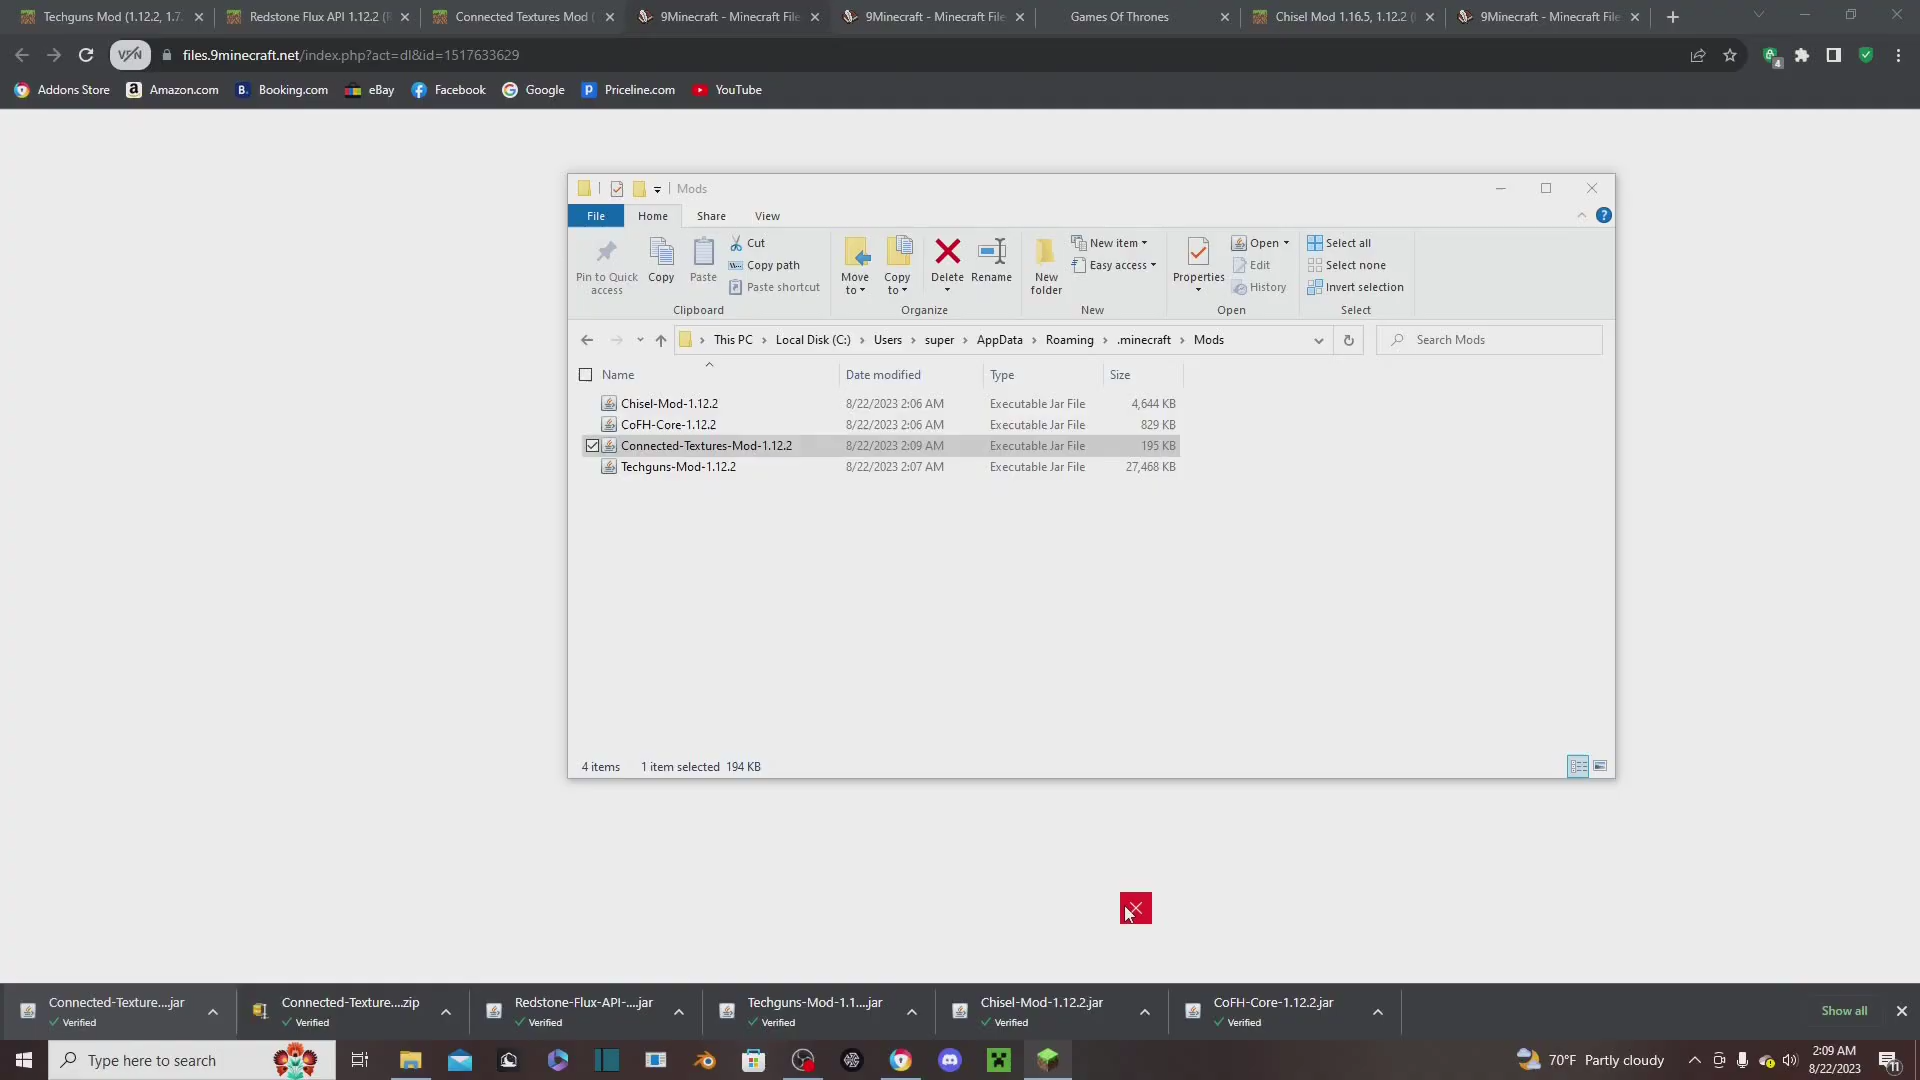 Techguns Mod (1.12.2, 1.7.
Redstone Flux API 1.12.2 (R
Connected Textures Mod (
9Minecraft - Minecraft File
9Minecraft - Minecraft File
Games Of Thrones
Chisel Mod 1.16.5, 1.12.2 (
9Minecraft - Minecraft File
VPN
files.9minecraft.net/index.php?act=dl&id=1517633629
4
Addons Store
Amazon.com
Booking.com
eBay
Facebook
Google
Priceline.com
YouTube
Mods
File
Home
Share
View
Pin to Quick access
Copy
Paste
Cut
Copy path
Paste shortcut
Clipboard
Move to
Copy to
Delete
Rename
Organize
New folder
New item
Easy access
New
Properties
Open
Edit
History
Open
Select all
Select none
Invert selection
Select
This PC > Local Disk (C:) > Users > super > AppData > Roaming > .minecraft > Mods
Search Mods
Name Date modified Type Size
Chisel-Mod-1.12.2 8/22/2023 2:06 AM Executable Jar File 4,644 KB
CoFH-Core-1.12.2 8/22/2023 2:06 AM Executable Jar File 829 KB
Connected-Textures-Mod-1.12.2 8/22/2023 2:09 AM Executable Jar File 195 KB
Techguns-Mod-1.12.2 8/22/2023 2:07 AM Executable Jar File 27,468 KB
4 items 1 item selected 194 KB
Connected-Texture....jar
Verified
Connected-Texture....zip
Verified
Redstone-Flux-API-....jar
Verified
Techguns-Mod-1.1....jar
Verified
Chisel-Mod-1.12.2.jar
Verified
CoFH-Core-1.12.2.jar
Verified
Show all
Type here to search
70°F Partly cloudy
2:09 AM
8/22/2023
11